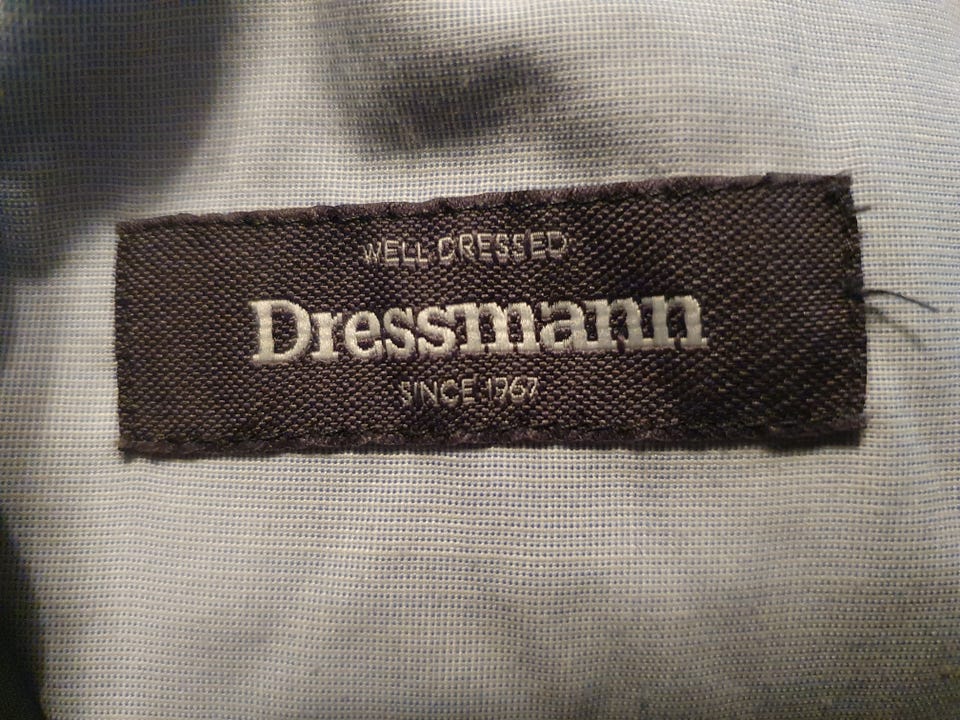 WELL DRESSED
Dressmann
SINCE 1967